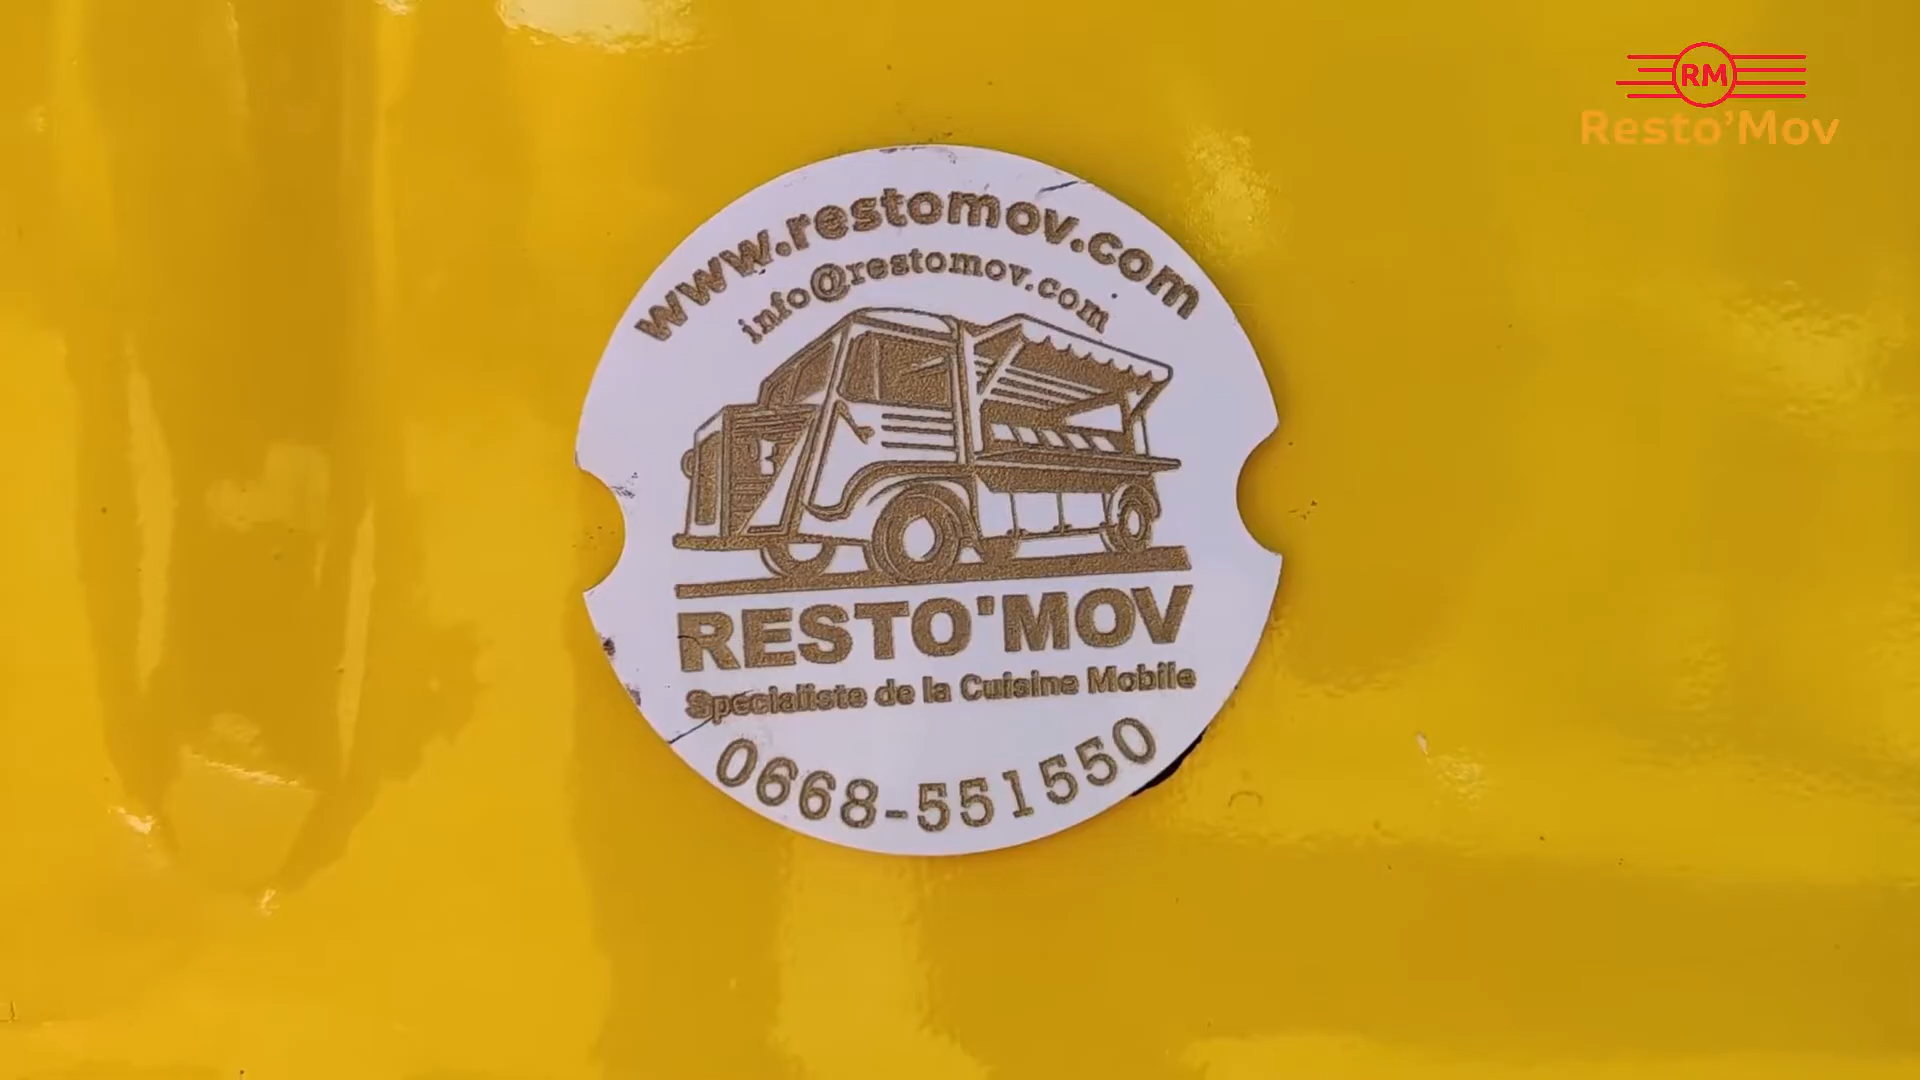 www.restomov.com
info@restomov.com
RESTO'MOV
Specialiste de la Cuisine Mobile
0668-551550
RM
Resto'Mov